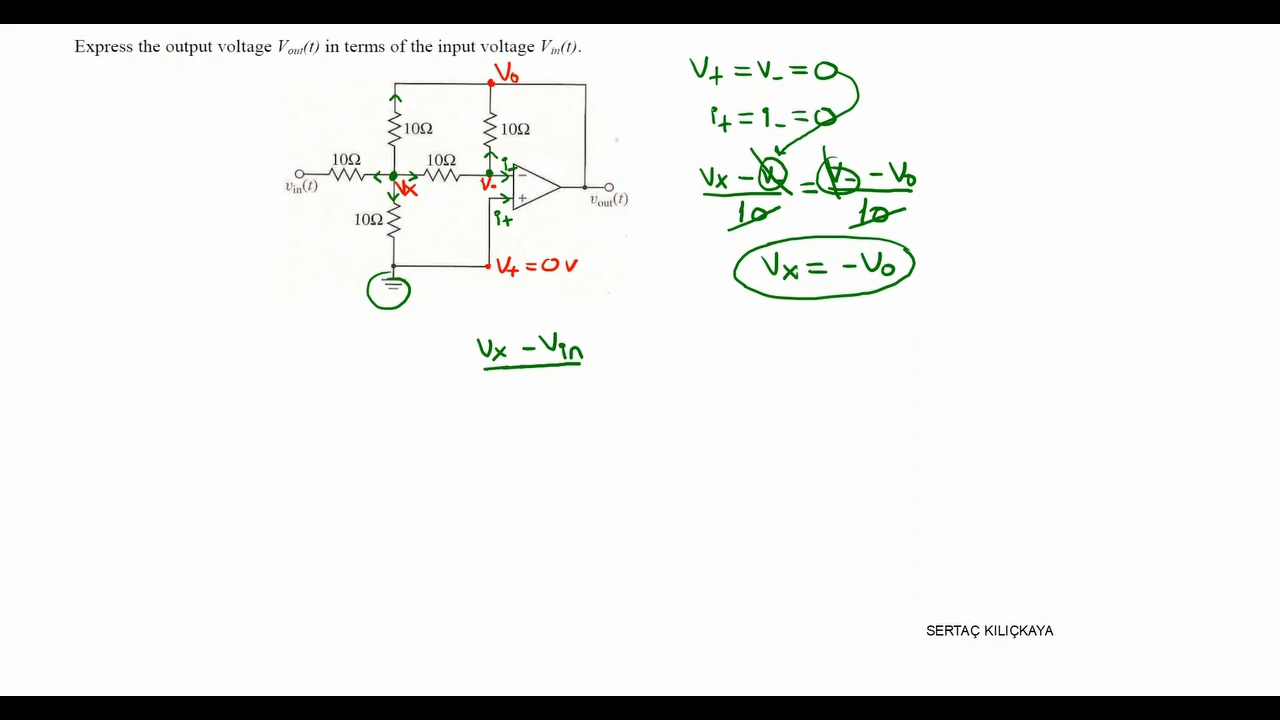 Express the output voltage Vout(t) in terms of the input voltage Vin(t).
V₀
V+ = V- = 0
10Ω
10Ω
i+ = i- = 0
10Ω
10Ω
i-
vin(t)
Vx
V-
−
+
vout(t)
10Ω
i+
Vx - V- / 10 = V- - V₀ / 10
V+ = 0 V
Vx = - V₀
Vx - Vin
SERTAÇ KILIÇKAYA